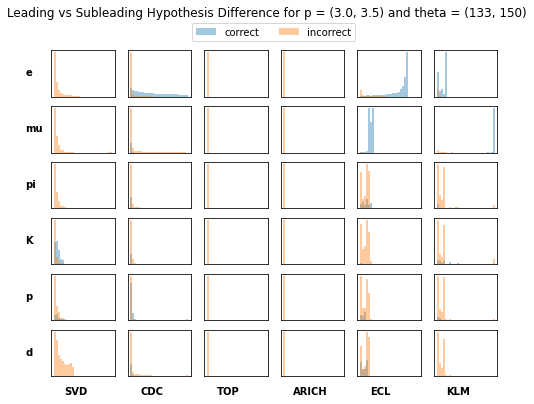 Leading vs Subleading Hypothesis Difference for p = (3.0, 3.5) and theta = (133, 150)
correct incorrect
e
mu
pi
K
p
d
SVD CDC TOP ARICH ECL KLM